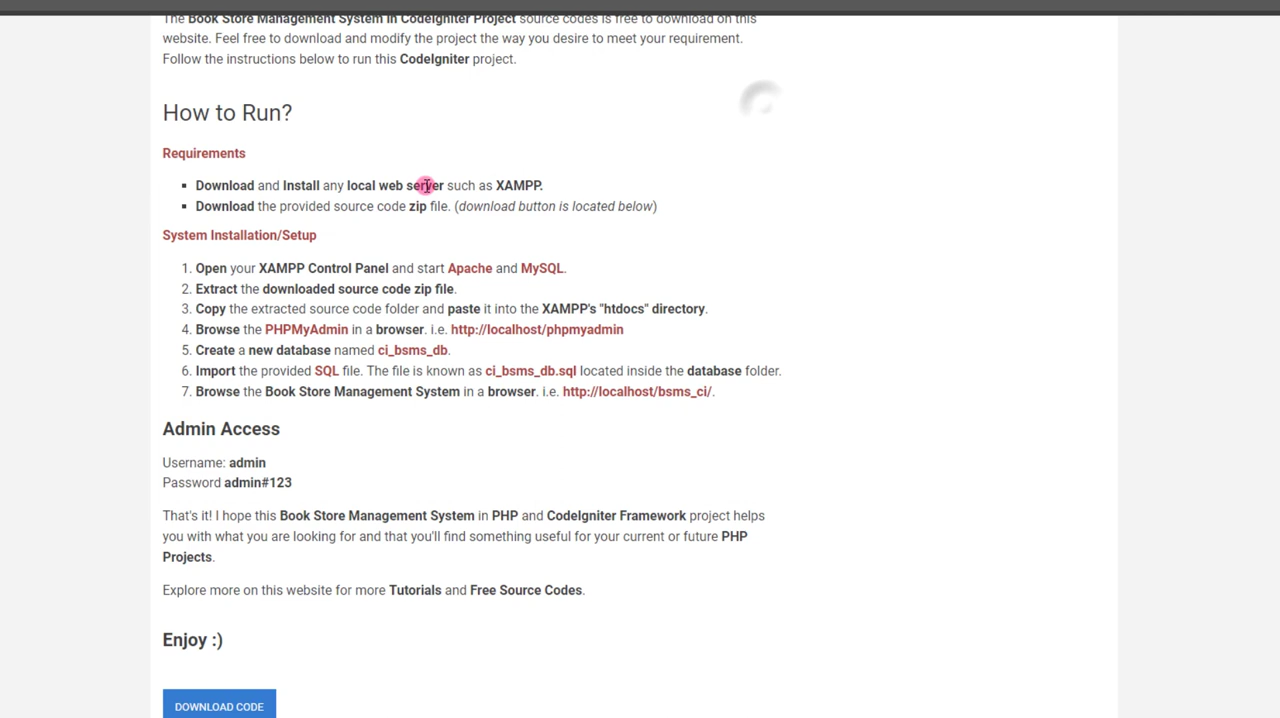 The Book Store Management System in CodeIgniter Project source codes is free to download on this
website. Feel free to download and modify the project the way you desire to meet your requirement.
Follow the instructions below to run this CodeIgniter project.
How to Run?
Requirements
▪ Download and Install any local web server such as XAMPP.
▪ Download the provided source code zip file. (download button is located below)
System Installation/Setup
1. Open your XAMPP Control Panel and start Apache and MySQL.
2. Extract the downloaded source code zip file.
3. Copy the extracted source code folder and paste it into the XAMPP's "htdocs" directory.
4. Browse the PHPMyAdmin in a browser. i.e. http://localhost/phpmyadmin
5. Create a new database named ci_bsms_db.
6. Import the provided SQL file. The file is known as ci_bsms_db.sql located inside the database folder.
7. Browse the Book Store Management System in a browser. i.e. http://localhost/bsms_ci/.
Admin Access
Username: admin
Password admin#123
That's it! I hope this Book Store Management System in PHP and CodeIgniter Framework project helps
you with what you are looking for and that you'll find something useful for your current or future PHP
Projects.
Explore more on this website for more Tutorials and Free Source Codes.
Enjoy :)
DOWNLOAD CODE